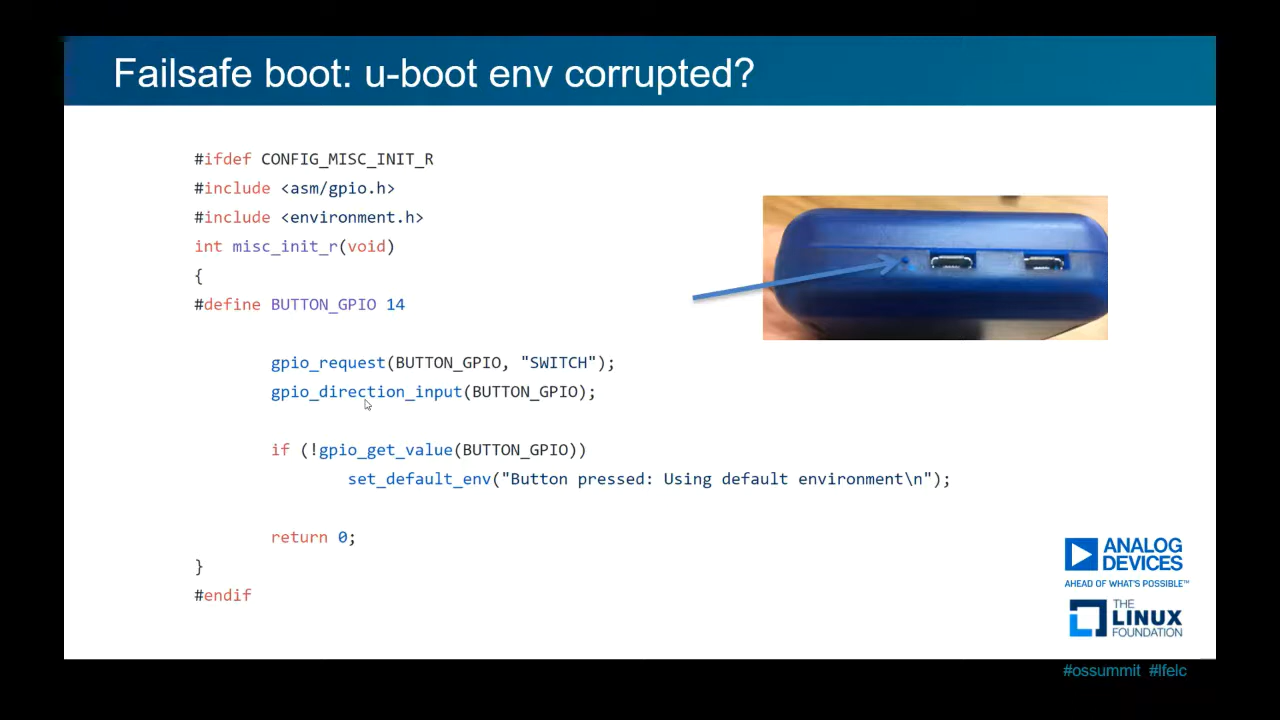 Failsafe boot: u-boot env corrupted?
#ifdef CONFIG_MISC_INIT_R
#include <asm/gpio.h>
#include <environment.h>
int misc_init_r(void)
{
#define BUTTON_GPIO 14
gpio_request(BUTTON_GPIO, "SWITCH");
gpio_direction_input(BUTTON_GPIO);
if (!gpio_get_value(BUTTON_GPIO))
set_default_env("Button pressed: Using default environment\n");
return 0;
}
#endif
ANALOG
DEVICES
AHEAD OF WHAT'S POSSIBLE™
THE
LINUX
FOUNDATION
#ossummit #lfelc